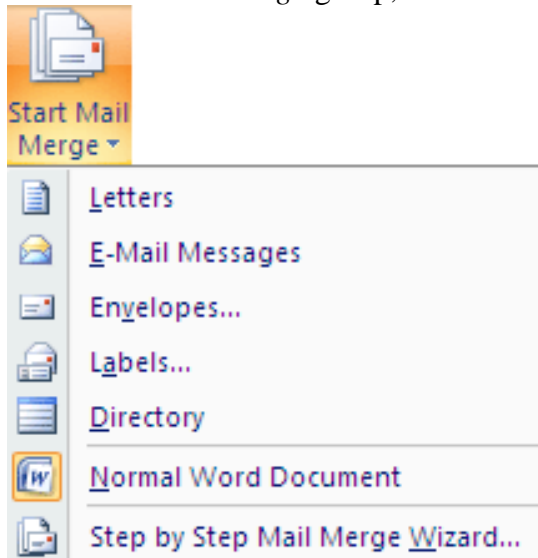 Start Mail
Merge
Letters
E-Mail Messages
Envelopes...
Labels...
Directory
Normal Word Document
Step by Step Mail Merge Wizard...